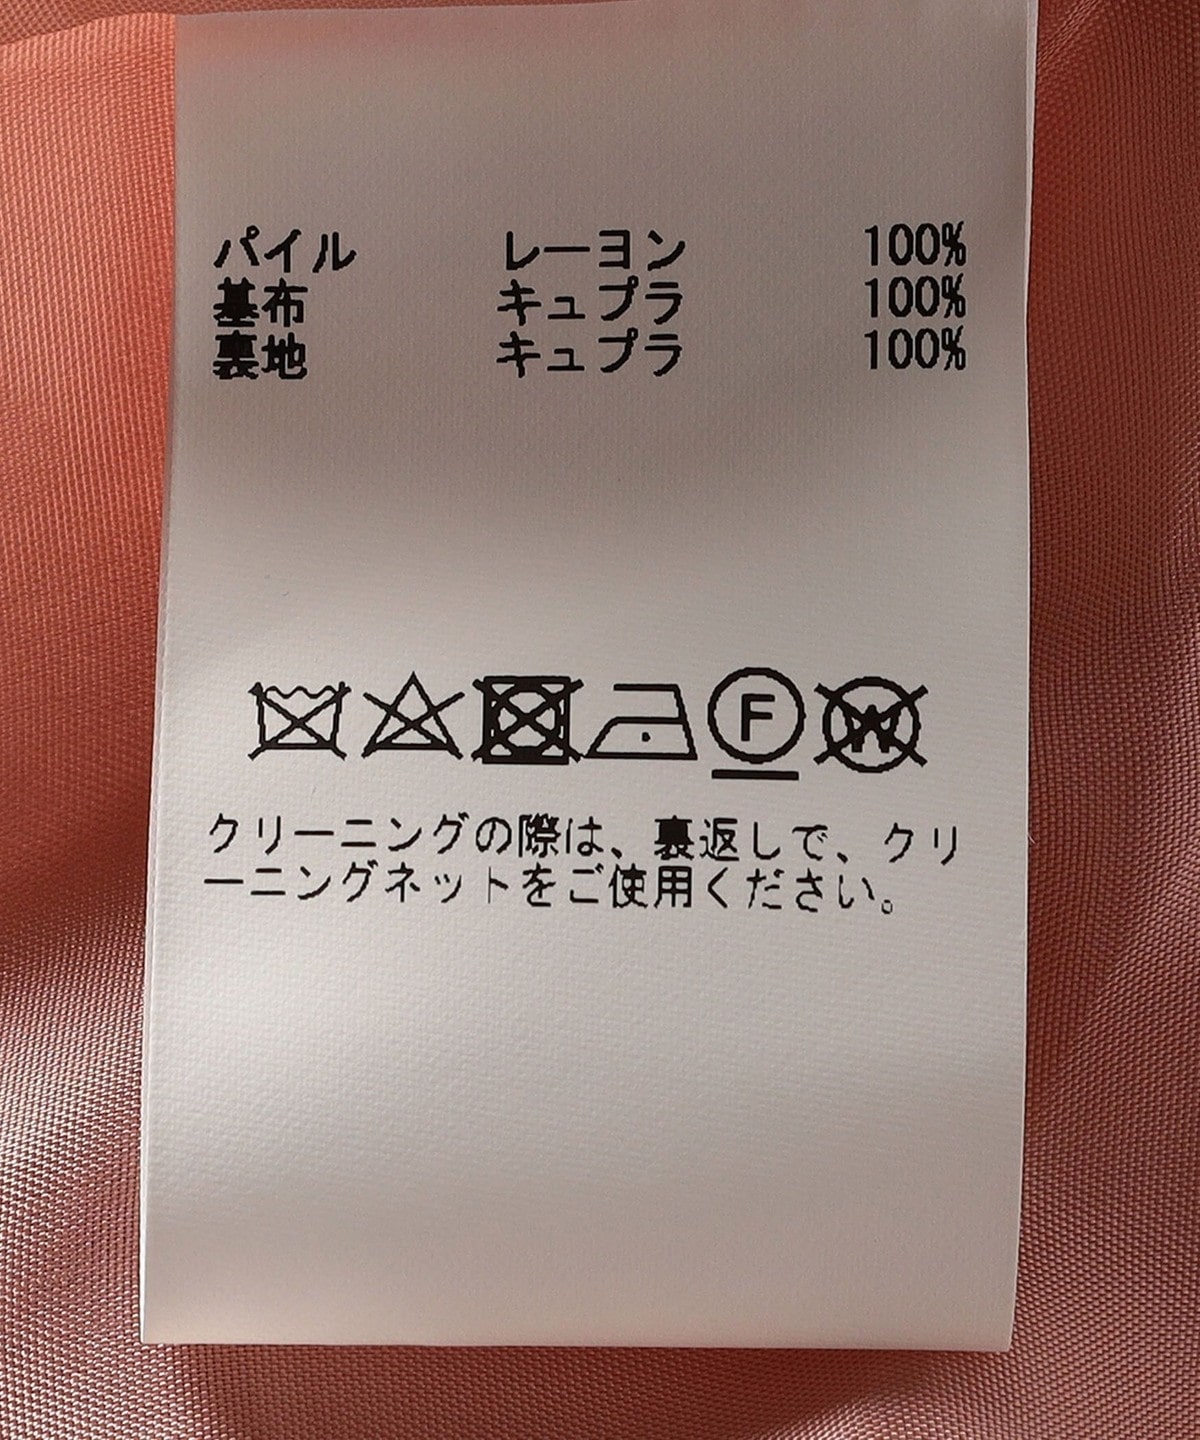 パイル レーヨン 100%
基布 キュプラ 100%
裏地 キュプラ 100%
F W
クリーニングの際は、裏返しで、クリ
ーニングネットをご使用ください。